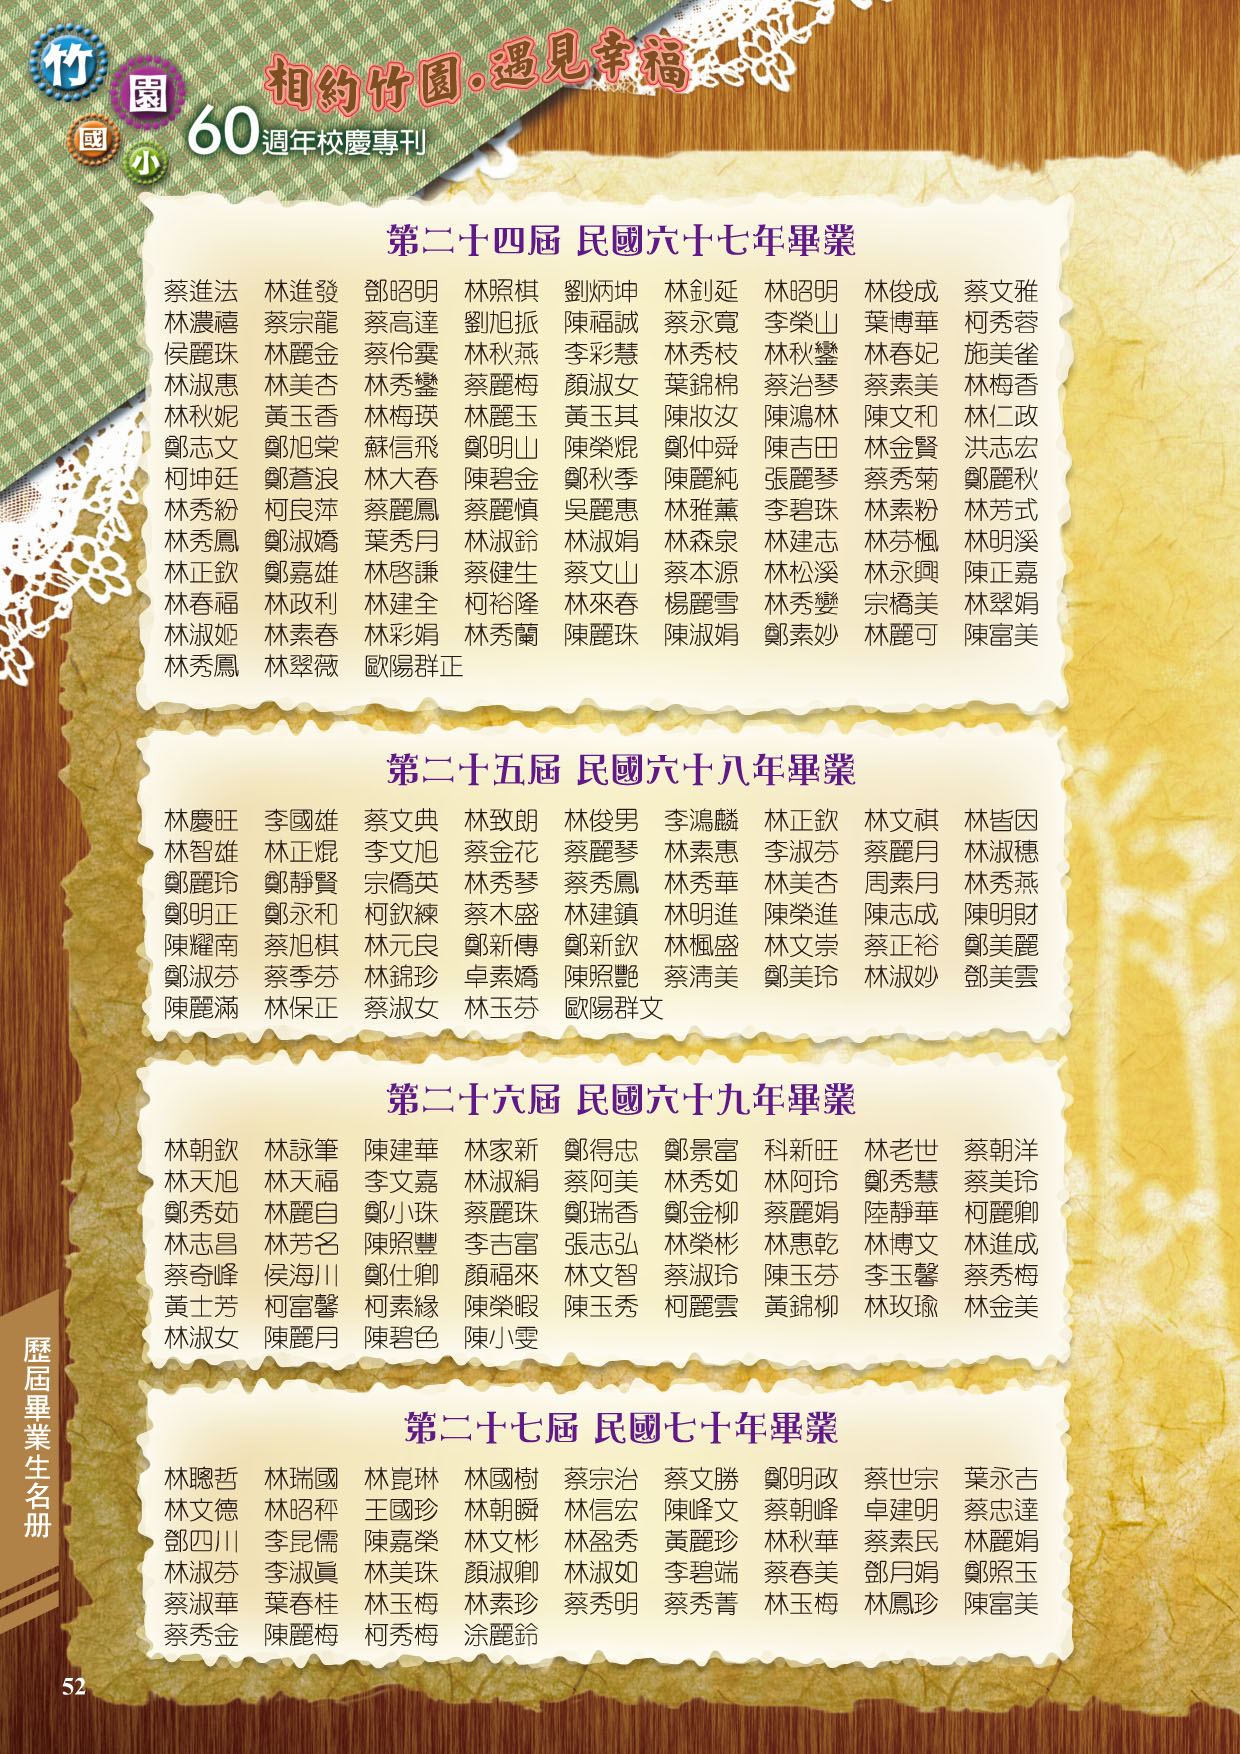 竹園國小
相約竹園．遇見幸福
60週年校慶專刊
第二十四屆 民國六十七年畢業
蔡進法 林進發 鄧昭明 林照棋 劉炳坤 林釗延 林昭明 林俊成 蔡文雅
林濃禧 蔡宗龍 蔡高達 劉旭振 陳福誠 蔡永寬 李榮山 葉博華 柯秀蓉
侯麗珠 林麗金 蔡伶霙 林秋燕 李彩慧 林秀枝 林秋鑾 林春妃 施美雀
林淑惠 林美杏 林秀鑾 蔡麗梅 顏淑女 葉錦棉 蔡治琴 蔡素美 林梅香
林秋妮 黃玉香 林梅瑛 林麗玉 黃玉其 陳妝汝 陳鴻林 陳文和 林仁政
鄭志文 鄭旭棠 蘇信飛 鄭明山 陳榮焜 鄭仲舜 陳吉田 林金賢 洪志宏
柯坤廷 鄭蒼浪 林大春 陳碧金 鄭秋季 陳麗純 張麗琴 蔡秀菊 鄭麗秋
林秀紛 柯良萍 蔡麗鳳 蔡麗慎 吳麗惠 林雅薰 李碧珠 林素粉 林芳式
林秀鳳 鄭淑嬌 葉秀月 林淑鈴 林淑娟 林森泉 林建志 林芬楓 林明溪
林正欽 鄭嘉雄 林啓謙 蔡健生 蔡文山 蔡本源 林松溪 林永興 陳正嘉
林春福 林政利 林建全 柯裕隆 林來春 楊麗雪 林秀孌 宗橋美 林翠娟
林淑姬 林素春 林彩娟 林秀蘭 陳麗珠 陳淑娟 鄭素妙 林麗可 陳富美
林秀鳳 林翠薇 歐陽群正
第二十五屆 民國六十八年畢業
林慶旺 李國雄 蔡文典 林致朗 林俊男 李鴻麟 林正欽 林文祺 林皆因
林智雄 林正焜 李文旭 蔡金花 蔡麗琴 林素惠 李淑芬 蔡麗月 林淑穗
鄭麗玲 鄭靜賢 宗僑英 林秀琴 蔡秀鳳 林秀華 林美杏 周素月 林秀燕
鄭明正 鄭永和 柯欽練 蔡木盛 林建鎮 林明進 陳榮進 陳志成 陳明財
陳耀南 蔡旭棋 林元良 鄭新傳 鄭新欽 林楓盛 林文崇 蔡正裕 鄭美麗
鄭淑芬 蔡季芬 林錦珍 卓素嬌 陳照艷 蔡淸美 鄭美玲 林淑妙 鄧美雲
陳麗滿 林保正 蔡淑女 林玉芬 歐陽群文
第二十六屆 民國六十九年畢業
林朝欽 林詠筆 陳建華 林家新 鄭得忠 鄭景富 科新旺 林老世 蔡朝洋
林天旭 林天福 李文嘉 林淑絹 蔡阿美 林秀如 林阿玲 鄭秀慧 蔡美玲
鄭秀茹 林麗自 鄭小珠 蔡麗珠 鄭瑞香 鄭金柳 蔡麗娟 陸靜華 柯麗卿
林志昌 林芳名 陳照豐 李吉富 張志弘 林榮彬 林惠乾 林博文 林進成
蔡奇峰 侯海川 鄭仕卿 顏福來 林文智 蔡淑玲 陳玉芬 李玉馨 蔡秀梅
黃士芳 柯富馨 柯素緣 陳榮暇 陳玉秀 柯麗雲 黃錦柳 林玫瑜 林金美
林淑女 陳麗月 陳碧色 陳小雯
第二十七屆 民國七十年畢業
林聰哲 林瑞國 林崑琳 林國樹 蔡宗治 蔡文勝 鄭明政 蔡世宗 葉永吉
林文德 林昭秤 王國珍 林朝瞬 林信宏 陳峰文 蔡朝峰 卓建明 蔡忠達
鄧四川 李昆儒 陳嘉榮 林文彬 林盈秀 黃麗珍 林秋華 蔡素民 林麗娟
林淑芬 李淑眞 林美珠 顏淑卿 林淑如 李碧端 蔡春美 鄧月娟 鄭照玉
蔡淑華 葉春桂 林玉梅 林素珍 蔡秀明 蔡秀菁 林玉梅 林鳳珍 陳富美
蔡秀金 陳麗梅 柯秀梅 涂麗鈴
歷屆畢業生名册
52